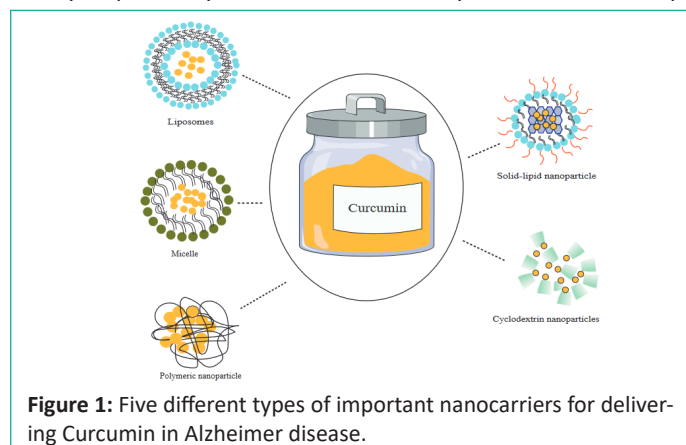 Liposomes
Solid-lipid nanoparticle
Curcumin
Micelle
Cyclodextrin nanoparticles
Polymeric nanoparticle
Figure 1: Five different types of important nanocarriers for deliver-
ing Curcumin in Alzheimer disease.